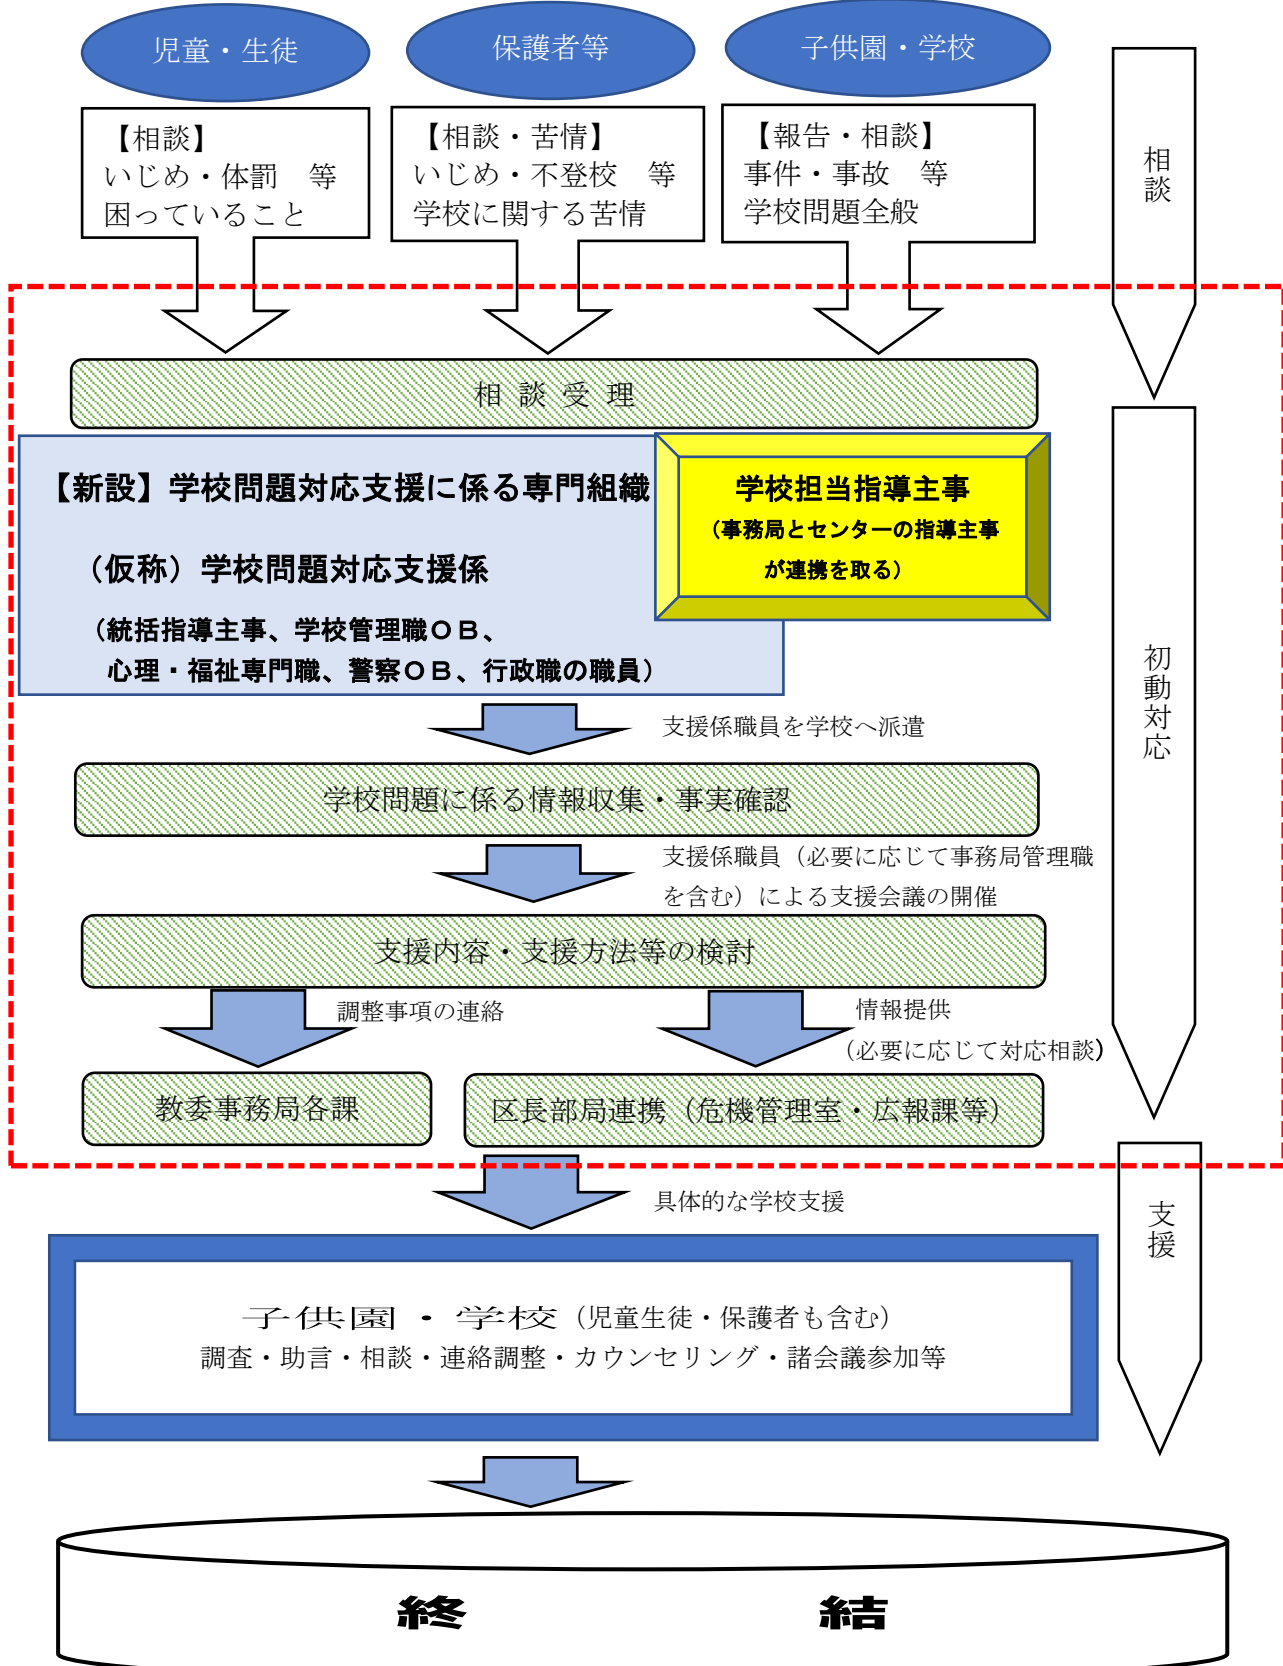 児童・生徒
保護者等
子供園・学校
【相談】
いじめ・体罰　等
困っていること
【相談・苦情】
いじめ・不登校　等
学校に関する苦情
【報告・相談】
事件・事故　等
学校問題全般
相談
相 談 受 理
【新設】学校問題対応支援に係る専門組織
（仮称）学校問題対応支援係
（統括指導主事、学校管理職ＯＢ、
心理・福祉専門職、警察ＯＢ、行政職の職員）
学校担当指導主事
（事務局とセンターの指導主事
が連携を取る）
初動対応
支援係職員を学校へ派遣
学校問題に係る情報収集・事実確認
支援係職員（必要に応じて事務局管理職
を含む）による支援会議の開催
支援内容・支援方法等の検討
調整事項の連絡
情報提供
（必要に応じて対応相談）
教委事務局各課
区長部局連携（危機管理室・広報課等）
具体的な学校支援
支援
子供園・学校（児童生徒・保護者も含む）
調査・助言・相談・連絡調整・カウンセリング・諸会議参加等
終　結